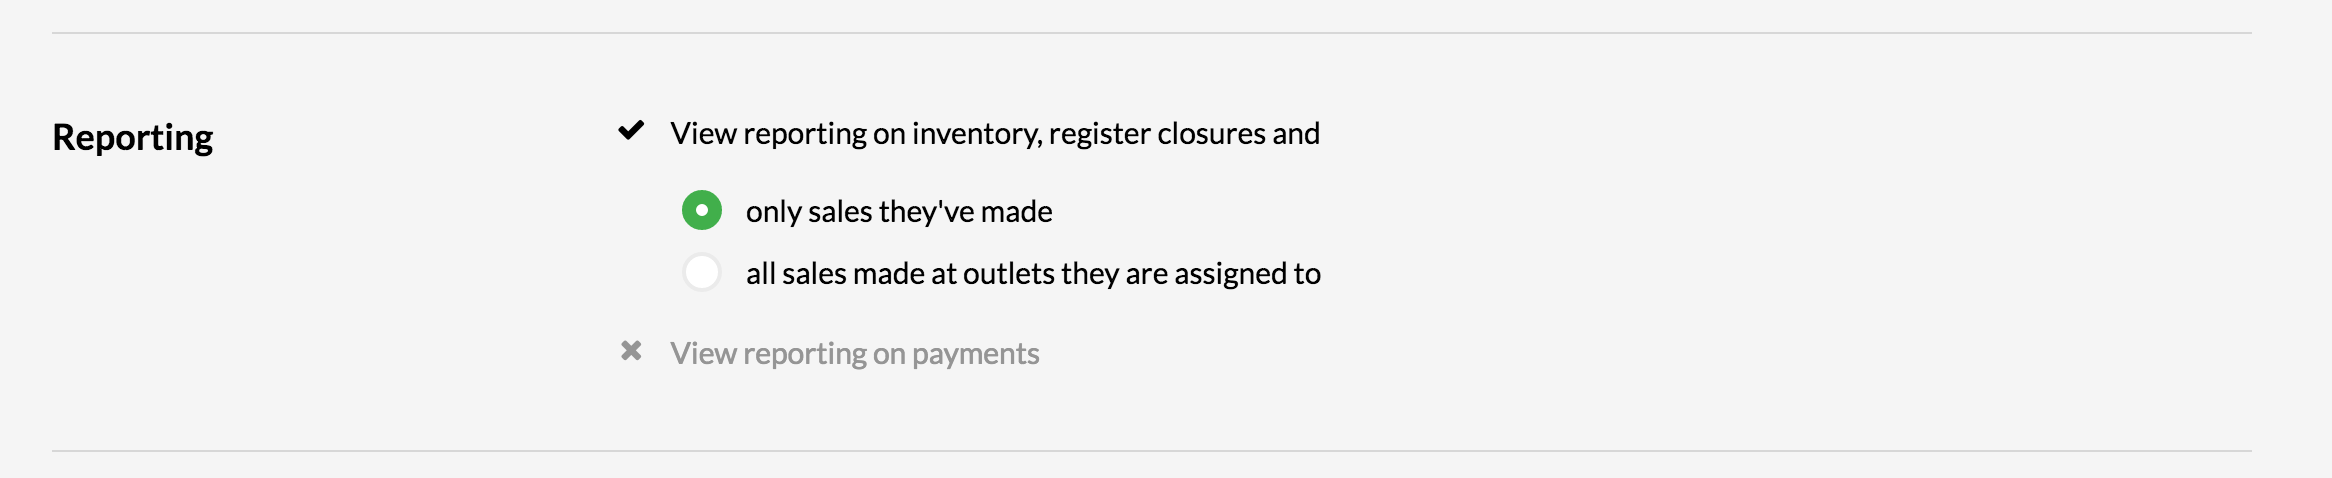 Reporting
View reporting on inventory, register closures and
only sales they've made
all sales made at outlets they are assigned to
View reporting on payments